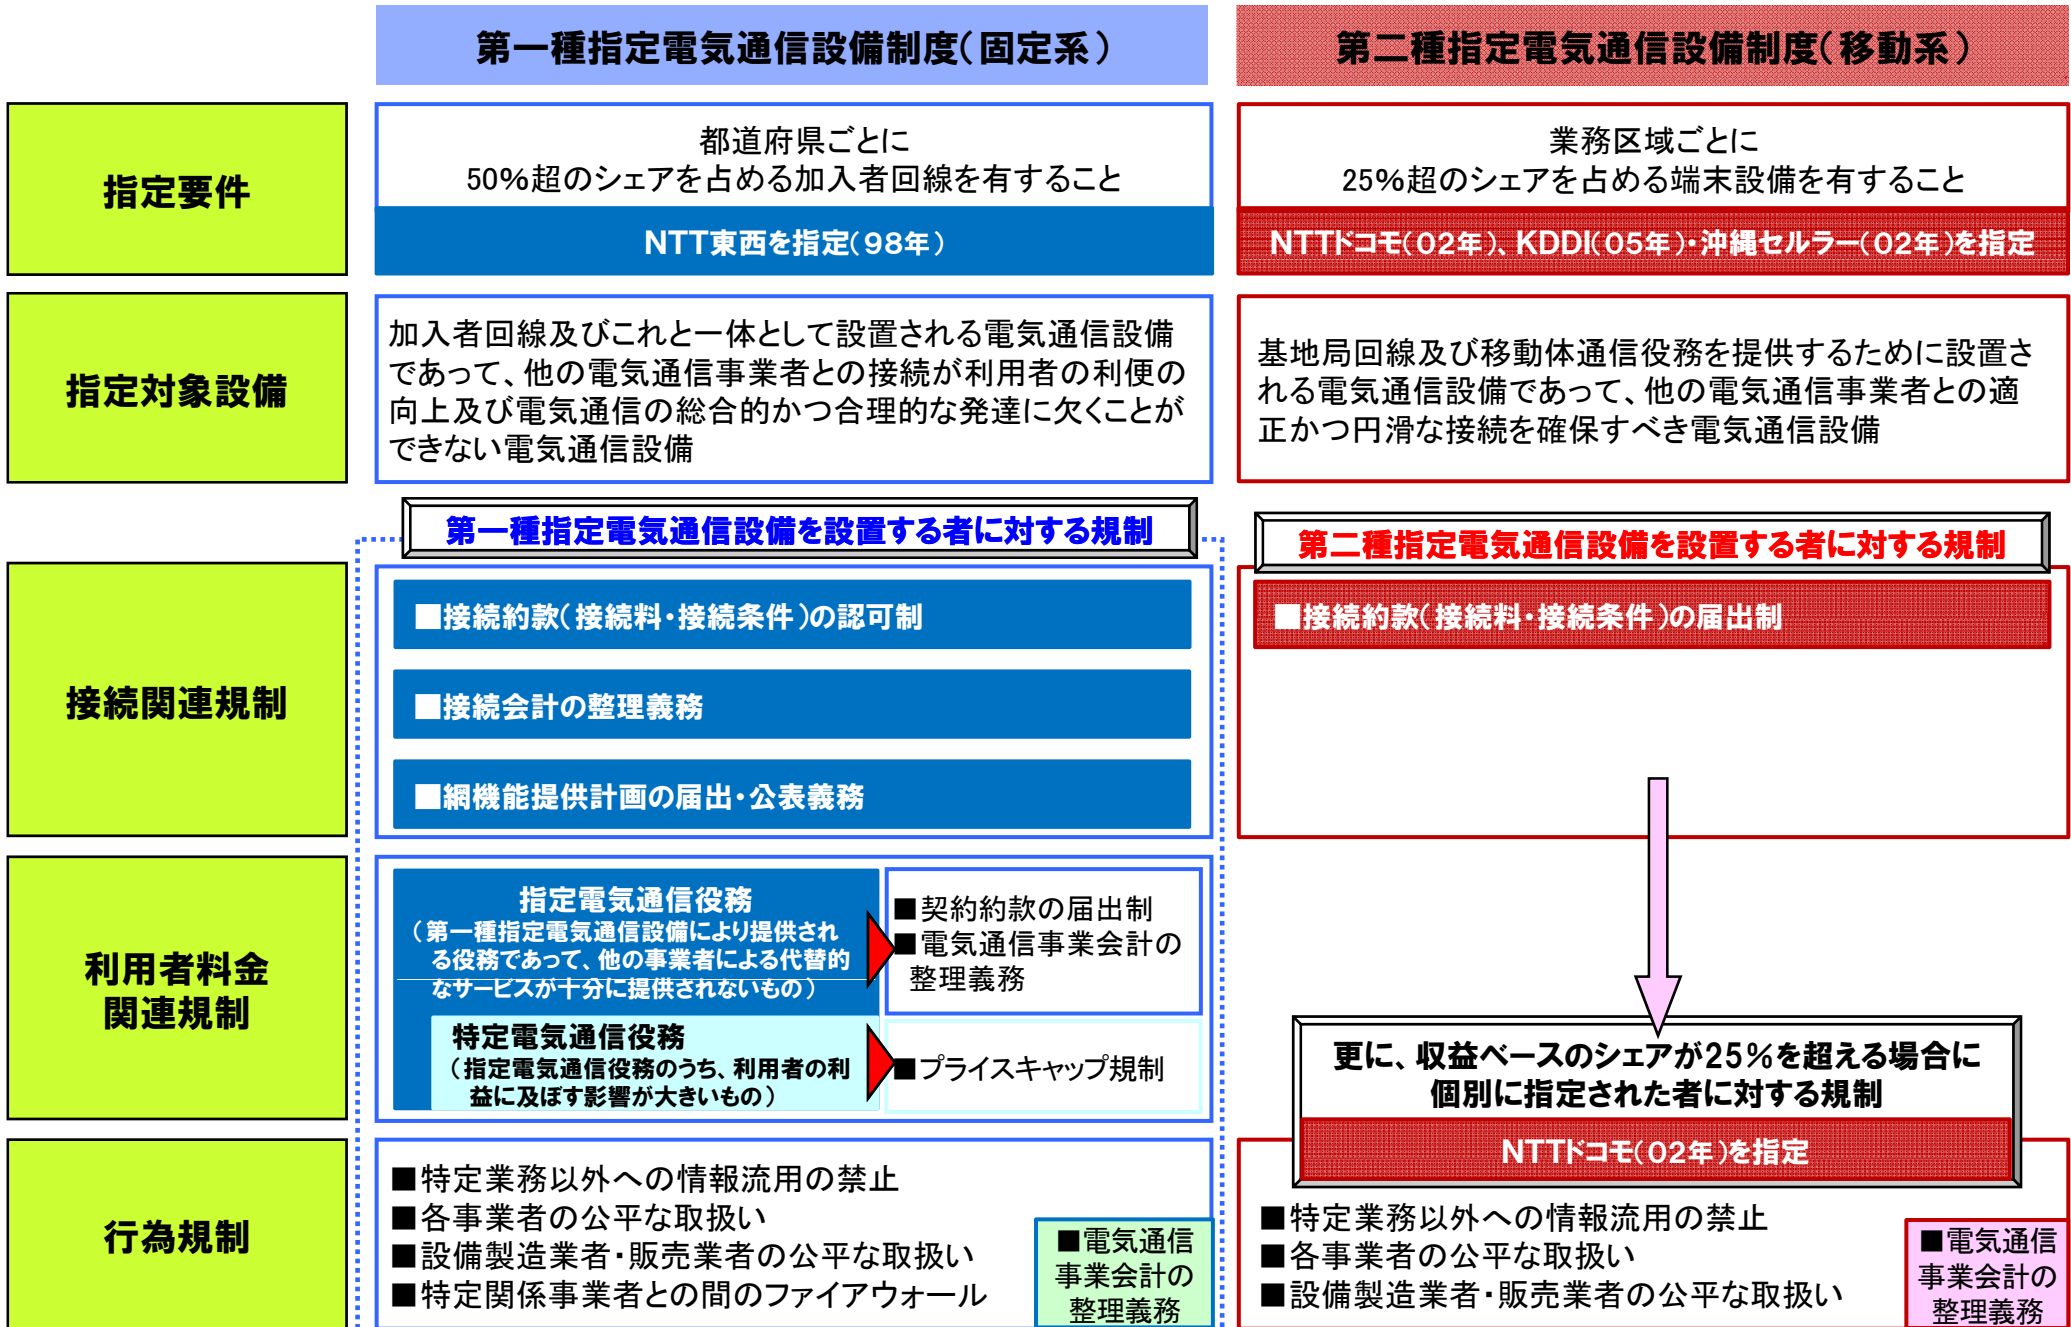 第一種指定電気通信設備制度(固定系)
第二種指定電気通信設備制度(移動系)
指定要件
都道府県ごとに
50%超のシェアを占める加入者回線を有すること
NTT東西を指定(98年)
業務区域ごとに
25%超のシェアを占める端末設備を有すること
NTTドコモ(02年)、KDDI(05年)・沖縄セルラー(02年)を指定
指定対象設備
加入者回線及びこれと一体として設置される電気通信設備
であって、他の電気通信事業者との接続が利用者の利便の
向上及び電気通信の総合的かつ合理的な発達に欠くことが
できない電気通信設備
基地局回線及び移動体通信役務を提供するために設置さ
れる電気通信設備であって、他の電気通信事業者との適
正かつ円滑な接続を確保すべき電気通信設備
第一種指定電気通信設備を設置する者に対する規制
第二種指定電気通信設備を設置する者に対する規制
接続関連規制
■接続約款(接続料・接続条件)の認可制
■接続会計の整理義務
■網機能提供計画の届出・公表義務
■接続約款(接続料・接続条件)の届出制
利用者料金
関連規制
指定電気通信役務
(第一種指定電気通信設備により提供され
る役務であって、他の事業者による代替的
なサービスが十分に提供されないもの)
■契約約款の届出制
■電気通信事業会計の
整理義務
特定電気通信役務
(指定電気通信役務のうち、利用者の利
益に及ぼす影響が大きいもの)
■プライスキャップ規制
更に、収益ベースのシェアが25%を超える場合に
個別に指定された者に対する規制
NTTドコモ(02年)を指定
行為規制
■特定業務以外への情報流用の禁止
■各事業者の公平な取扱い
■設備製造業者・販売業者の公平な取扱い
■特定関係事業者との間のファイアウォール
■電気通信
事業会計の
整理義務
■特定業務以外への情報流用の禁止
■各事業者の公平な取扱い
■設備製造業者・販売業者の公平な取扱い
■電気通信
事業会計の
整理義務